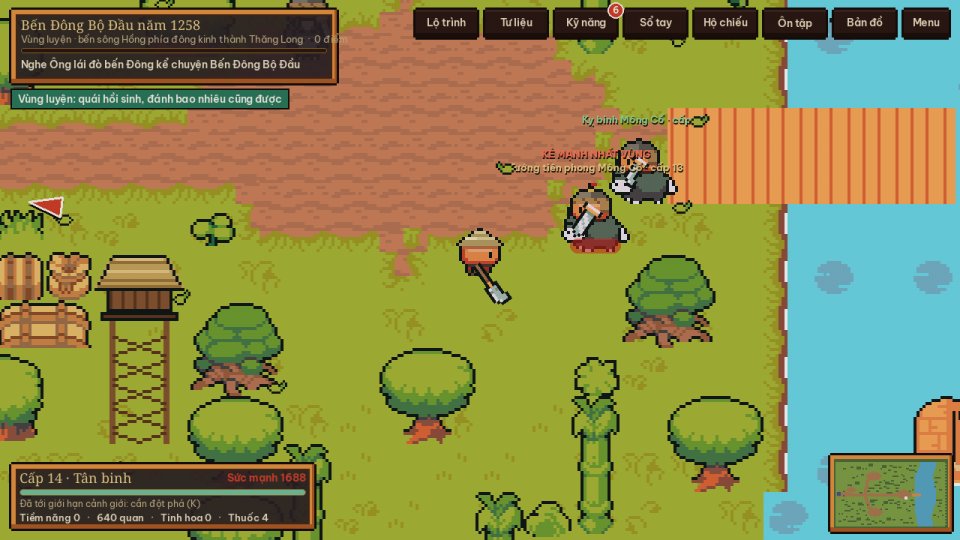 Bến Đông Bộ Đầu năm 1258
Vùng luyện · bến sông Hồng phía đông kinh thành Thăng Long · 0 điểm
Nghe Ông lái đò bến Đông kể chuyện Bến Đông Bộ Đầu
Vùng luyện: quái hồi sinh, đánh bao nhiêu cũng được
Lộ trình
Tư liệu
Kỹ năng
6
Sổ tay
Hộ chiếu
Ôn tập
Bản đồ
Menu
Kỵ binh Mông Cổ · cấp
KẺ MẠNH NHẤT VÙNG
tiên phong Mông Cổ · cấp 13
Cấp 14 · Tân binh
Sức mạnh 1688
Đã tới giới hạn cảnh giới: cần đột phá (K)
Tiềm năng 0 · 640 quan · Tinh hoa 0 · Thuốc 4